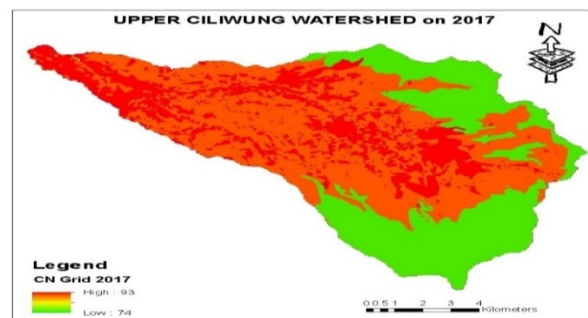 UPPER CILIWUNG WATERSHED on 2017
N
Legend
CN Grid 2017
High : 93
Low : 74
0 0.5 1 2 3 4
Kilometers